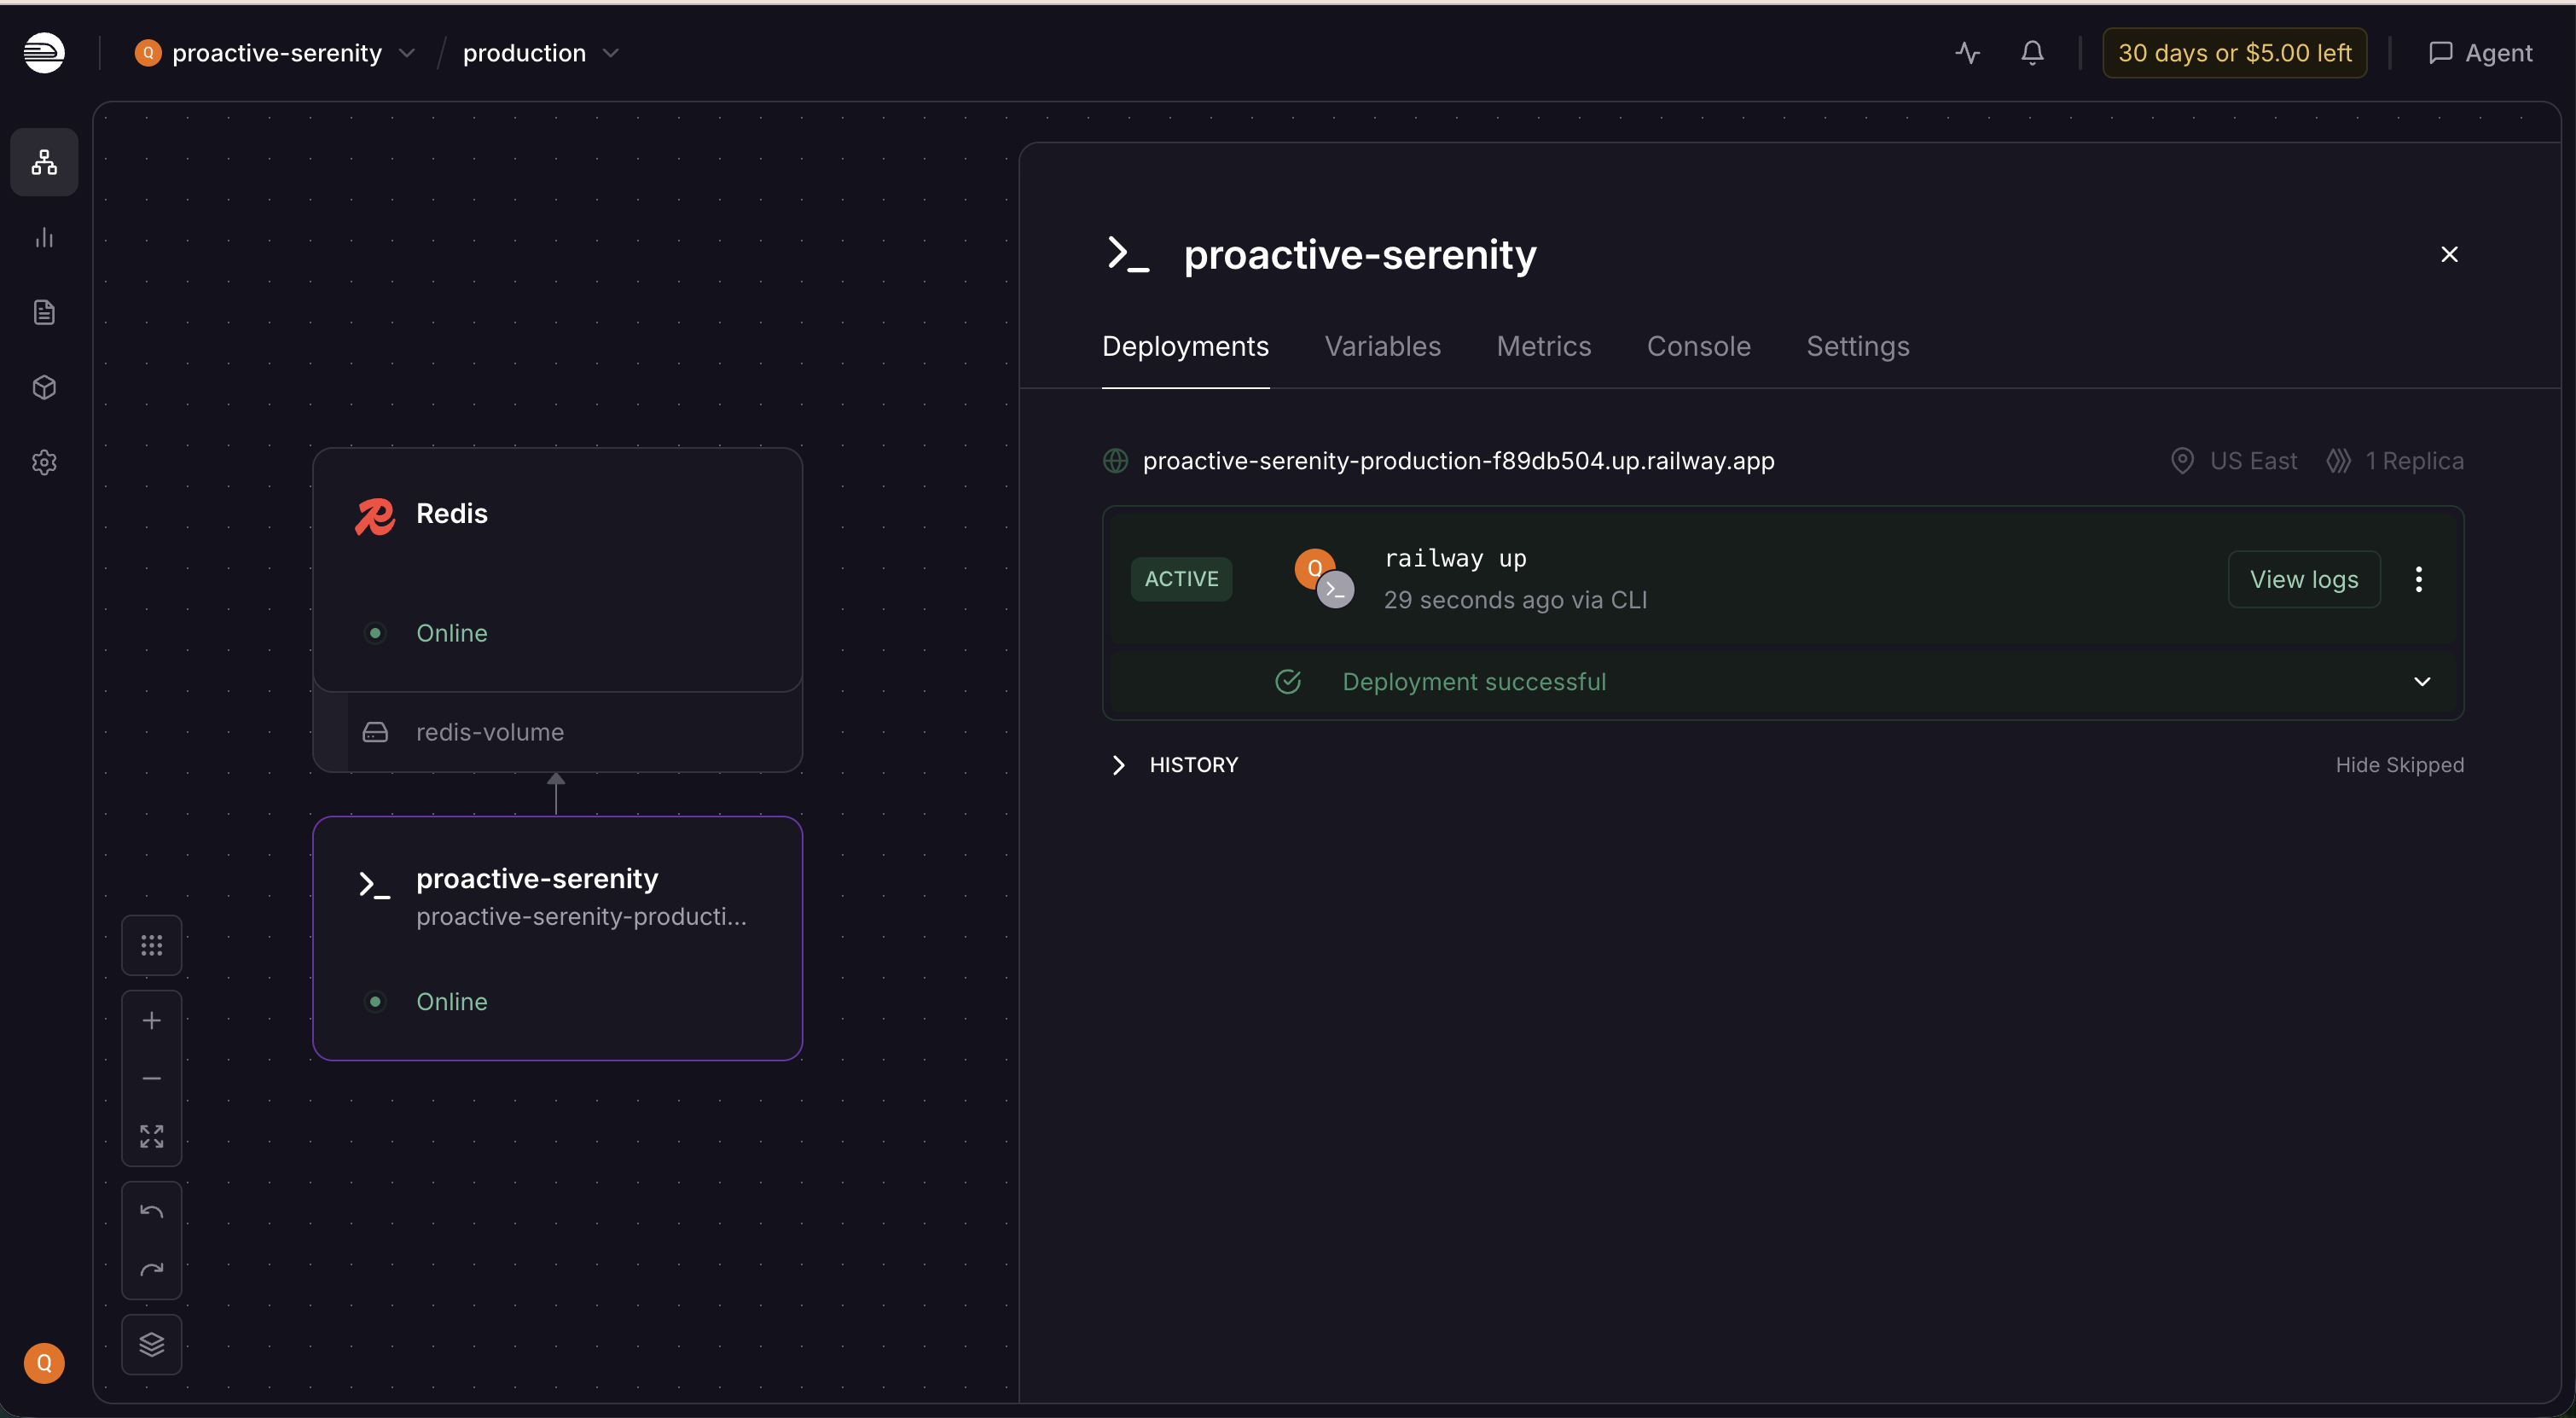 Q proactive-serenity / production
30 days or $5.00 left
Agent
Redis
Online
redis-volume
proactive-serenity
proactive-serenity-producti...
Online
Q
proactive-serenity
Deployments Variables Metrics Console Settings
proactive-serenity-production-f89db504.up.railway.app
US East 1 Replica
ACTIVE
Q
railway up
29 seconds ago via CLI
View logs
Deployment successful
HISTORY
Hide Skipped